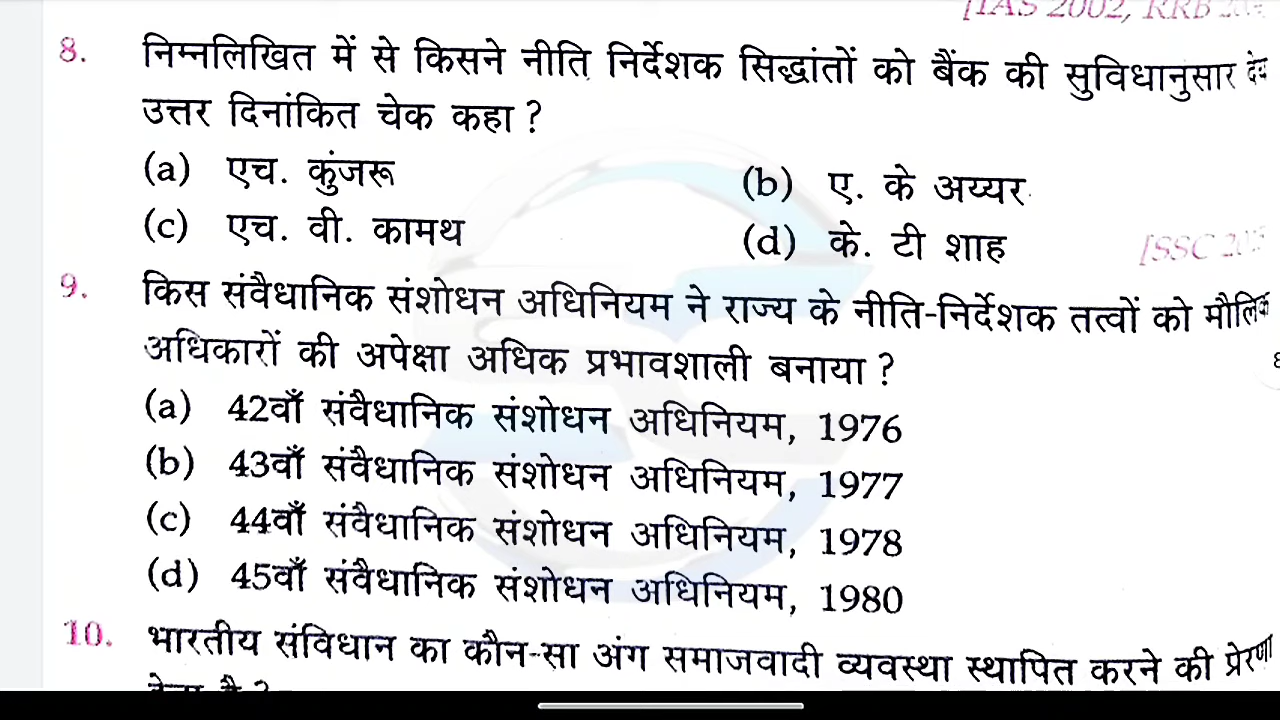 [IAS 2002, RRB
8. निम्नलिखित में से किसने नीति निर्देशक सिद्धांतों को बैंक की सुविधानुसार देय
उत्तर दिनांकित चेक कहा ?
(a) एच. कुंजरू (b) ए. के अय्यर
(c) एच. वी. कामथ (d) के. टी शाह
[SSC
9. किस संवैधानिक संशोधन अधिनियम ने राज्य के नीति-निर्देशक तत्वों को मौलिक
अधिकारों की अपेक्षा अधिक प्रभावशाली बनाया ?
(a) 42वाँ संवैधानिक संशोधन अधिनियम, 1976
(b) 43वाँ संवैधानिक संशोधन अधिनियम, 1977
(c) 44वाँ संवैधानिक संशोधन अधिनियम, 1978
(d) 45वाँ संवैधानिक संशोधन अधिनियम, 1980
10. भारतीय संविधान का कौन-सा अंग समाजवादी व्यवस्था स्थापित करने की प्रेरणा